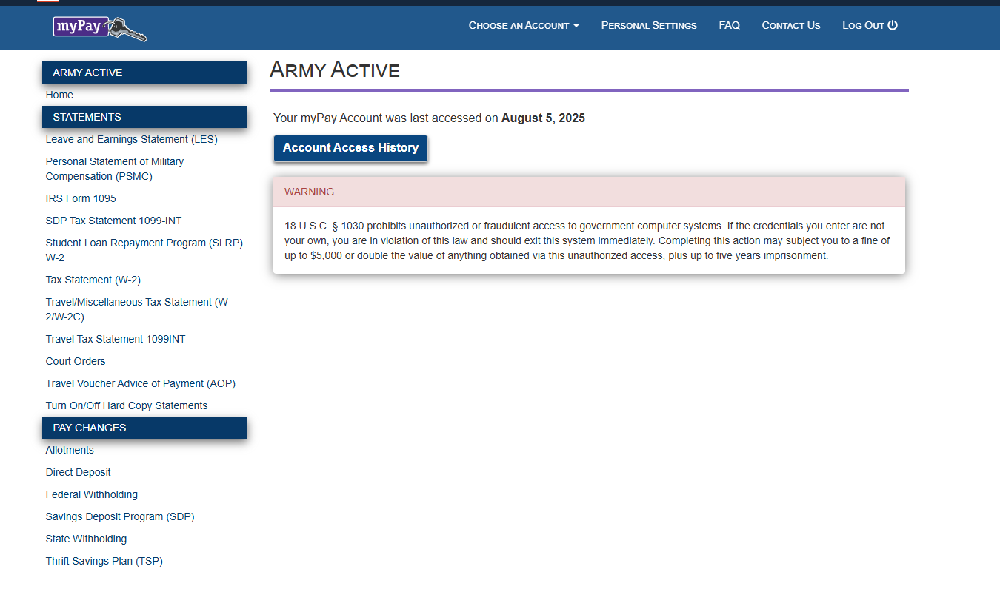 myPay
Choose an Account
Personal Settings
FAQ
Contact Us
Log Out
ARMY ACTIVE
Home
STATEMENTS
Leave and Earnings Statement (LES)
Personal Statement of Military
Compensation (PSMC)
IRS Form 1095
SDP Tax Statement 1099-INT
Student Loan Repayment Program (SLRP)
W-2
Tax Statement (W-2)
Travel/Miscellaneous Tax Statement (W-
2/W-2C)
Travel Tax Statement 1099INT
Court Orders
Travel Voucher Advice of Payment (AOP)
Turn On/Off Hard Copy Statements
PAY CHANGES
Allotments
Direct Deposit
Federal Withholding
Savings Deposit Program (SDP)
State Withholding
Thrift Savings Plan (TSP)
Army Active
Your myPay Account was last accessed on August 5, 2025
Account Access History
WARNING
18 U.S.C. § 1030 prohibits unauthorized or fraudulent access to government computer systems. If the credentials you enter are not
your own, you are in violation of this law and should exit this system immediately. Completing this action may subject you to a fine of
up to $5,000 or double the value of anything obtained via this unauthorized access, plus up to five years imprisonment.